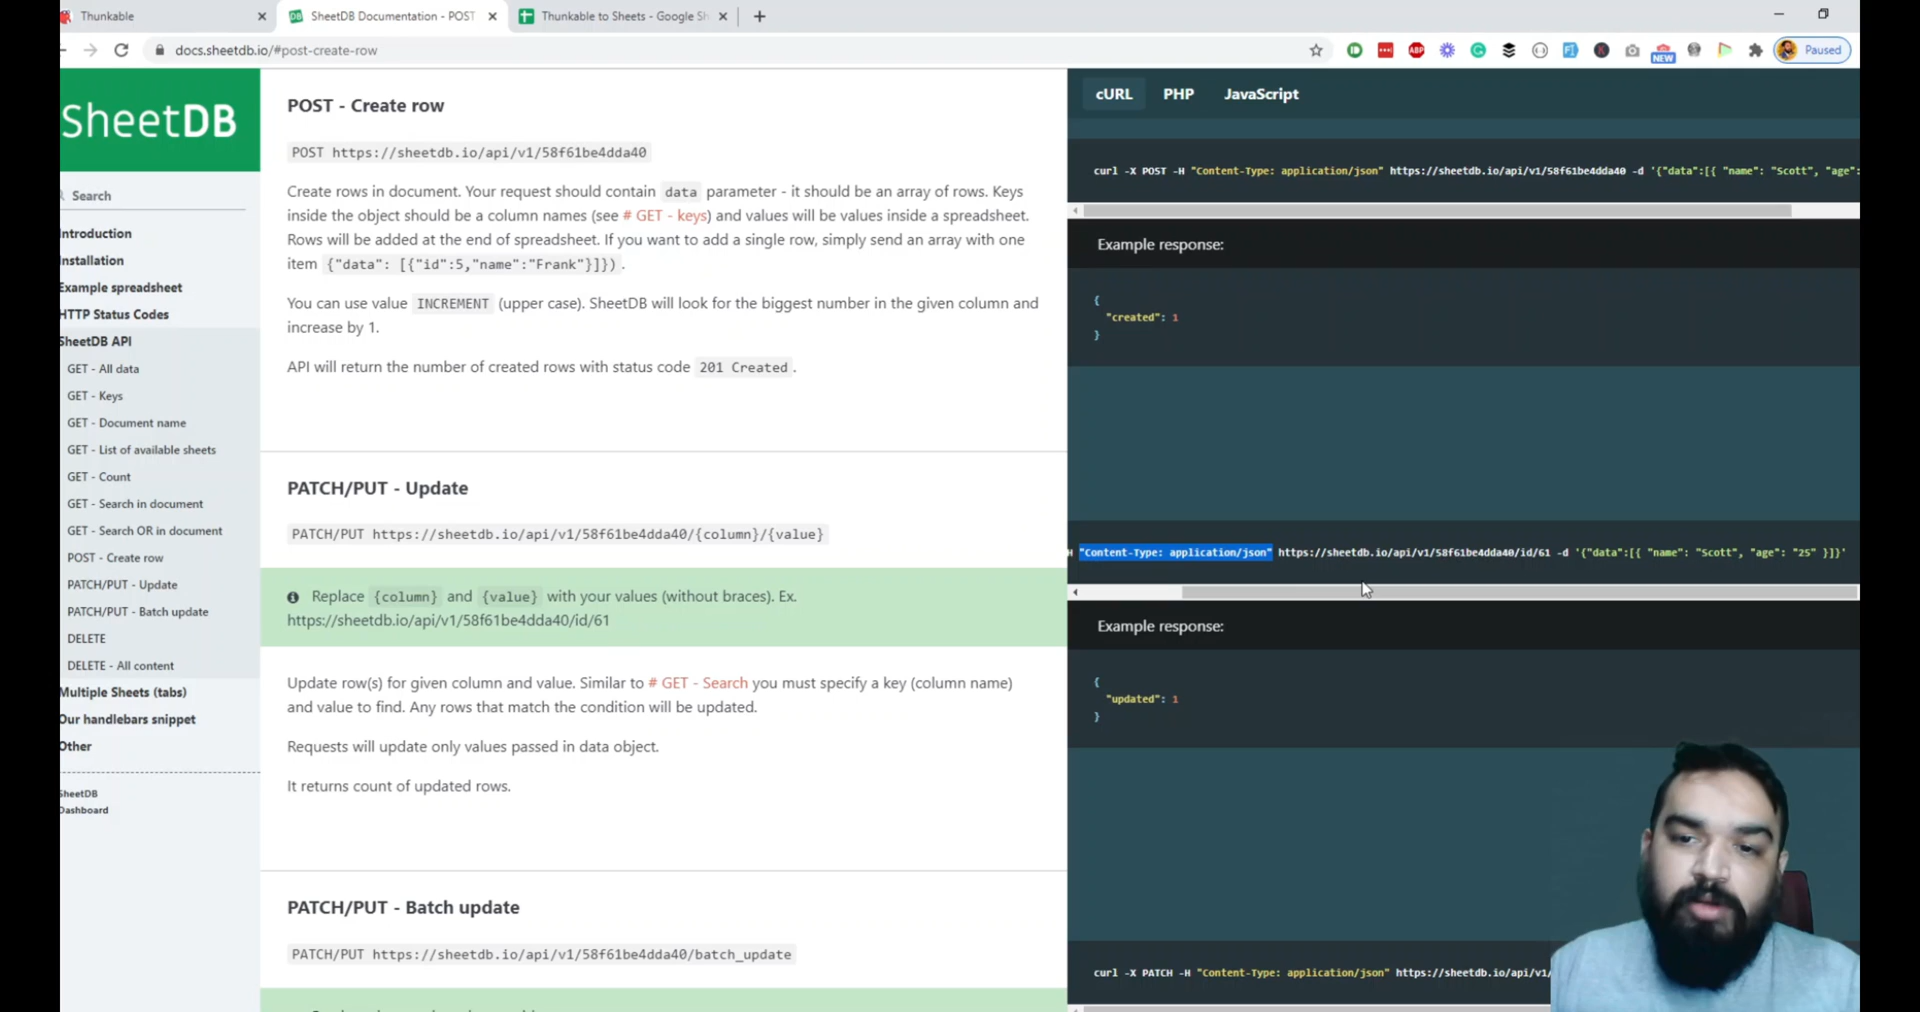 Thunkable
SheetDB Documentation - POST
Thunkable to Sheets - Google Sh
docs.sheetdb.io/#post-create-row
NEW
Paused
SheetDB
Search
Introduction
Installation
Example spreadsheet
HTTP Status Codes
SheetDB API
GET - All data
GET - Keys
GET - Document name
GET - List of available sheets
GET - Count
GET - Search in document
GET - Search OR in document
POST - Create row
PATCH/PUT - Update
PATCH/PUT - Batch update
DELETE
DELETE - All content
Multiple Sheets (tabs)
Our handlebars snippet
Other
SheetDB
Dashboard
POST - Create row
POST https://sheetdb.io/api/v1/58f61be4dda40
Create rows in document. Your request should contain data parameter - it should be an array of rows. Keys
inside the object should be a column names (see # GET - keys) and values will be values inside a spreadsheet.
Rows will be added at the end of spreadsheet. If you want to add a single row, simply send an array with one
item {"data": [{"id":5,"name":"Frank"}]}).
You can use value INCREMENT (upper case). SheetDB will look for the biggest number in the given column and
increase by 1.
API will return the number of created rows with status code 201 Created.
PATCH/PUT - Update
PATCH/PUT https://sheetdb.io/api/v1/58f61be4dda40/{column}/{value}
Replace {column} and {value} with your values (without braces). Ex.
https://sheetdb.io/api/v1/58f61be4dda40/id/61
Update row(s) for given column and value. Similar to # GET - Search you must specify a key (column name)
and value to find. Any rows that match the condition will be updated.
Requests will update only values passed in data object.
It returns count of updated rows.
PATCH/PUT - Batch update
PATCH/PUT https://sheetdb.io/api/v1/58f61be4dda40/batch_update
cURL PHP JavaScript
curl -X POST -H "Content-Type: application/json" https://sheetdb.io/api/v1/58f61be4dda40 -d '{"data":[{ "name": "Scott", "age":
Example response:
{
"created": 1
}
H "Content-Type: application/json" https://sheetdb.io/api/v1/58f61be4dda40/id/61 -d '{"data":[{ "name": "Scott", "age": "25" }]}'
Example response:
{
"updated": 1
}
curl -X PATCH -H "Content-Type: application/json" https://sheetdb.io/api/v1/